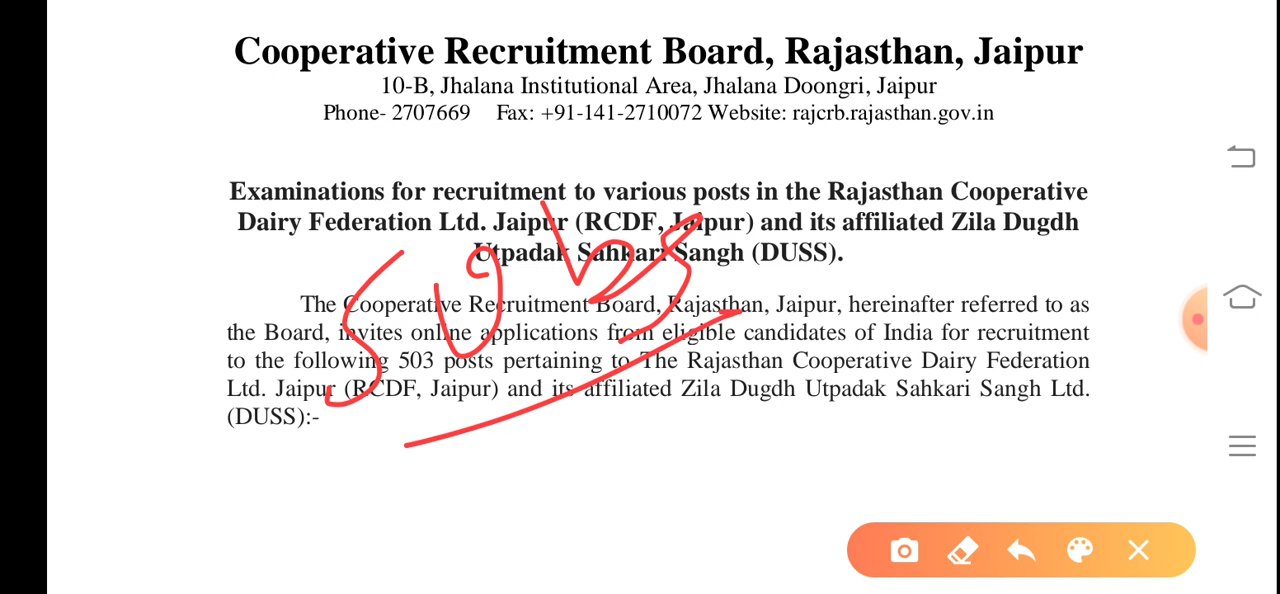 Cooperative Recruitment Board, Rajasthan, Jaipur
10-B, Jhalana Institutional Area, Jhalana Doongri, Jaipur
Phone- 2707669 Fax: +91-141-2710072 Website: rajcrb.rajasthan.gov.in
Examinations for recruitment to various posts in the Rajasthan Cooperative
Dairy Federation Ltd. Jaipur (RCDF, Jaipur) and its affiliated Zila Dugdh
Utpadak Sahkari Sangh (DUSS).
The Cooperative Recruitment Board, Rajasthan, Jaipur, hereinafter referred to as
the Board, invites online applications from eligible candidates of India for recruitment
to the following 503 posts pertaining to The Rajasthan Cooperative Dairy Federation
Ltd. Jaipur (RCDF, Jaipur) and its affiliated Zila Dugdh Utpadak Sahkari Sangh Ltd.
(DUSS):-